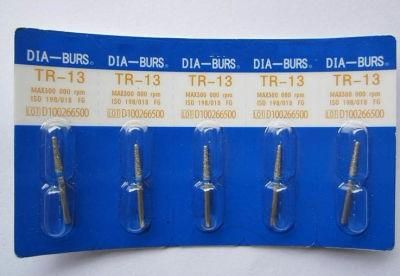 DIA—BURS® DIA—BURS® DIA—BURS® DIA—BURS® DIA—BURS®
TR-13 TR-13 TR-13 TR-13 TR-13
MAX300 000 rpm MAX300 000 rpm MAX300 000 rpm MAX300 000 rpm MAX300 000 rpm
ISO 198/018 FG ISO 198/018 FG ISO 198/018 FG ISO 198/018 FG ISO 198/018 FG
LOT D100266500 LOT D100266500 LOT D100266500 LOT D100266500 LOT D100266500